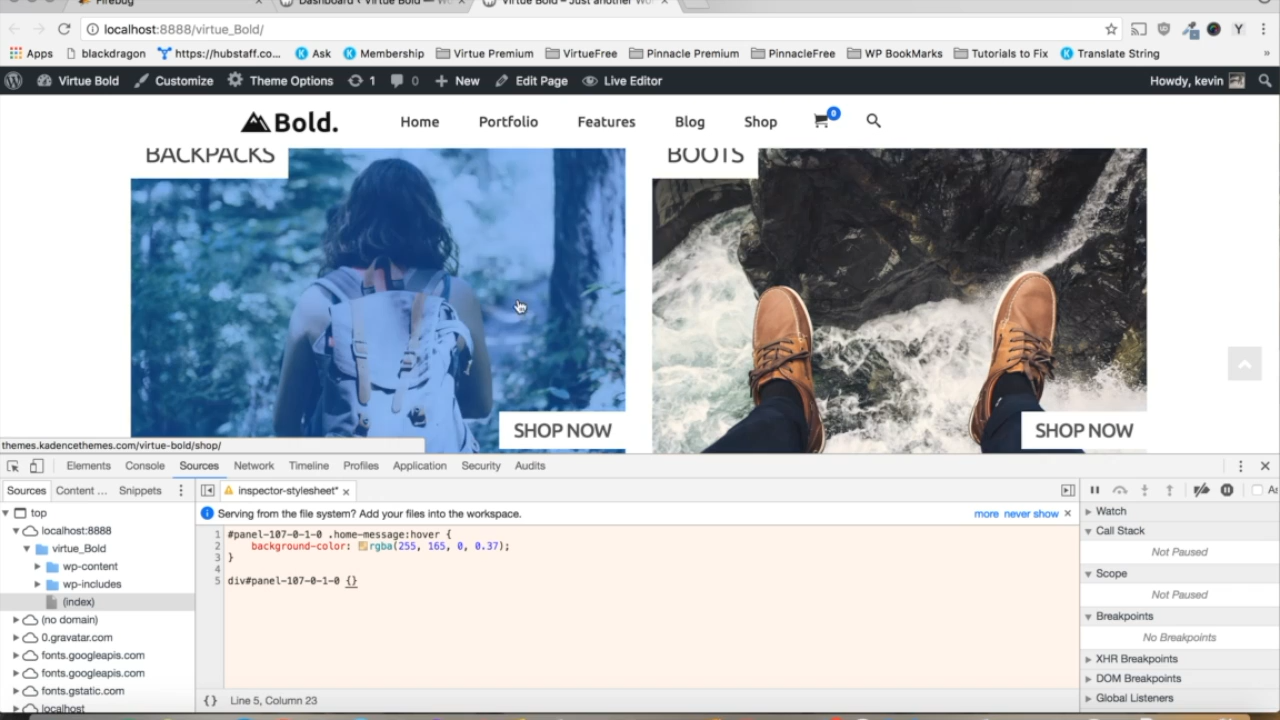 Firebug
Dashboard ‹ Virtue Bold — Wo
Virtue Bold – Just another Wo
localhost:8888/virtue_Bold/
Y
Apps blackdragon https://hubstaff.co... Ask Membership Virtue Premium VirtueFree Pinnacle Premium PinnacleFree WP BookMarks Tutorials to Fix Translate String »
Virtue Bold Customize Theme Options 1 0 New Edit Page Live Editor Howdy, kevin
Bold. Home Portfolio Features Blog Shop 0
BACKPACKS BOOTS
SHOP NOW SHOP NOW
themes.kadencethemes.com/virtue-bold/shop/
Elements Console Sources Network Timeline Profiles Application Security Audits
Sources Content ... Snippets inspector-stylesheet* As
top
localhost:8888
virtue_Bold
wp-content
wp-includes
(index)
(no domain)
0.gravatar.com
fonts.googleapis.com
fonts.googleapis.com
fonts.gstatic.com
localhost
Serving from the file system? Add your files into the workspace. more never show
1 #panel-107-0-1-0 .home-message:hover {
2 background-color: rgba(255, 165, 0, 0.37);
3 }
4
5 div#panel-107-0-1-0 {}
{} Line 5, Column 23
Watch
Call Stack
Not Paused
Scope
Not Paused
Breakpoints
No Breakpoints
XHR Breakpoints
DOM Breakpoints
Global Listeners